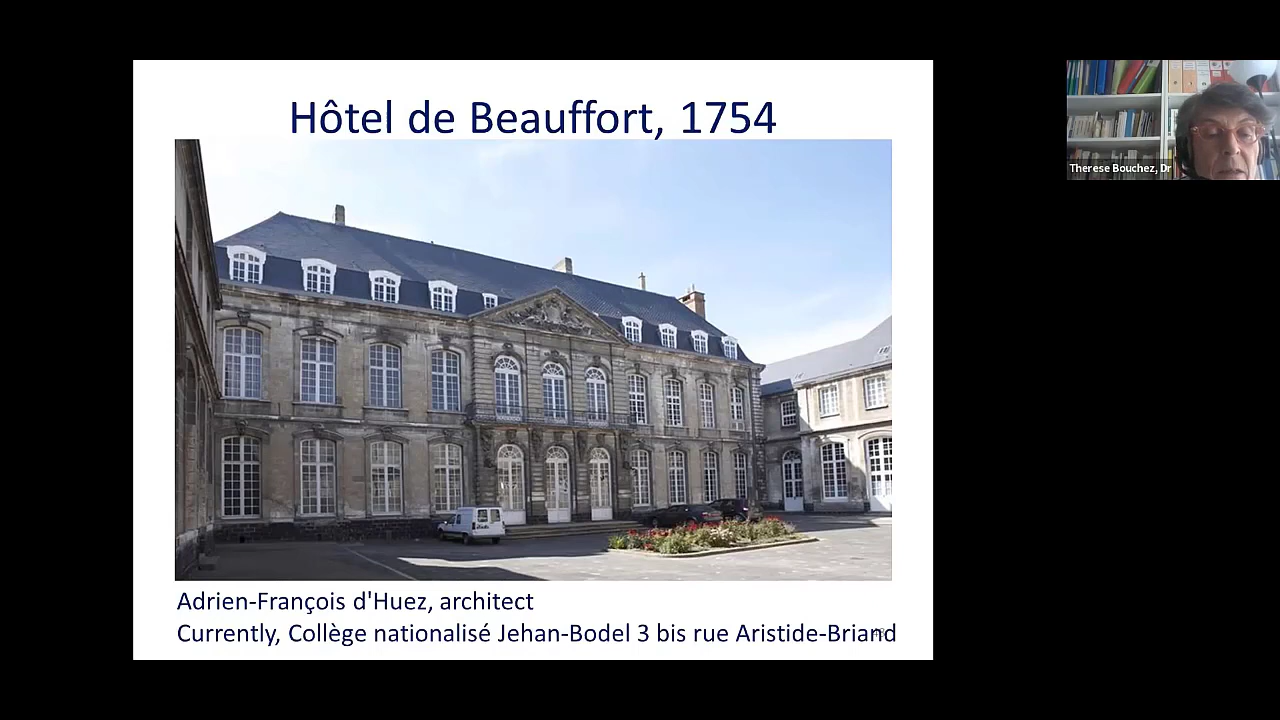 Hôtel de Beauffort, 1754
Therese Bouchez, Dr
Adrien-François d'Huez, architect
Currently, Collège nationalisé Jehan-Bodel 3 bis rue Aristide-Briand